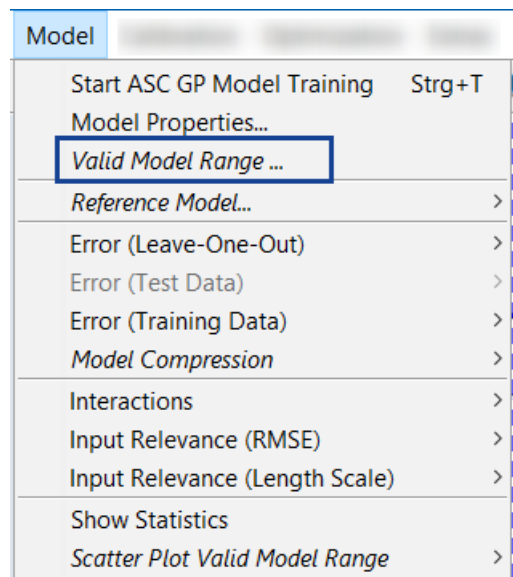 Model
Start ASC GP Model Training Strg+T
Model Properties...
Valid Model Range ...
Reference Model...
Error (Leave-One-Out)
Error (Test Data)
Error (Training Data)
Model Compression
Interactions
Input Relevance (RMSE)
Input Relevance (Length Scale)
Show Statistics
Scatter Plot Valid Model Range